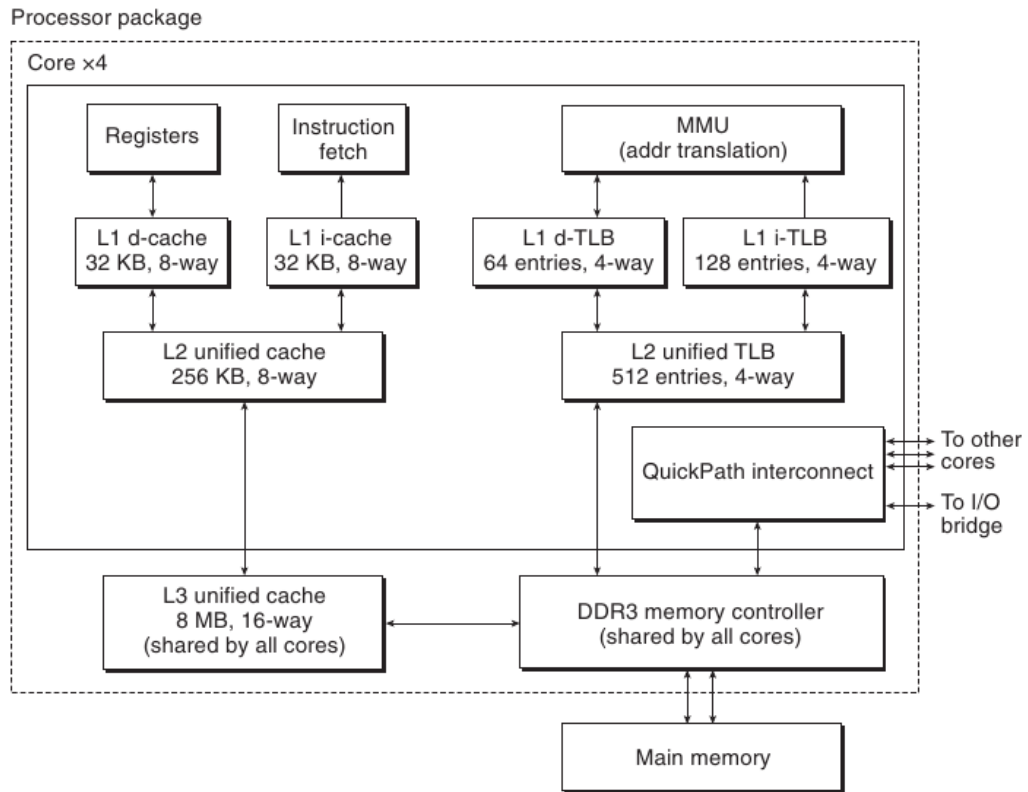 Processor package
Core ×4
Registers
Instruction
fetch
MMU
(addr translation)
L1 d-cache
32 KB, 8-way
L1 i-cache
32 KB, 8-way
L1 d-TLB
64 entries, 4-way
L1 i-TLB
128 entries, 4-way
L2 unified cache
256 KB, 8-way
L2 unified TLB
512 entries, 4-way
QuickPath interconnect
To other
cores
To I/O
bridge
L3 unified cache
8 MB, 16-way
(shared by all cores)
DDR3 memory controller
(shared by all cores)
Main memory